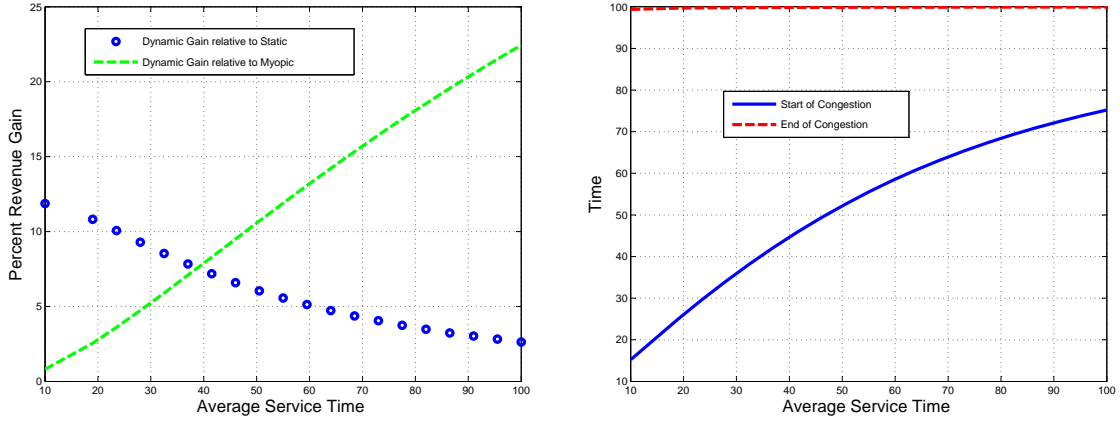 25
20
15
10
5
0
Percent Revenue Gain
Dynamic Gain relative to Static
Dynamic Gain relative to Myopic
10 20 30 40 50 60 70 80 90 100
Average Service Time
100
90
80
70
60
50
40
30
20
10
Time
Start of Congestion
End of Congestion
10 20 30 40 50 60 70 80 90 100
Average Service Time